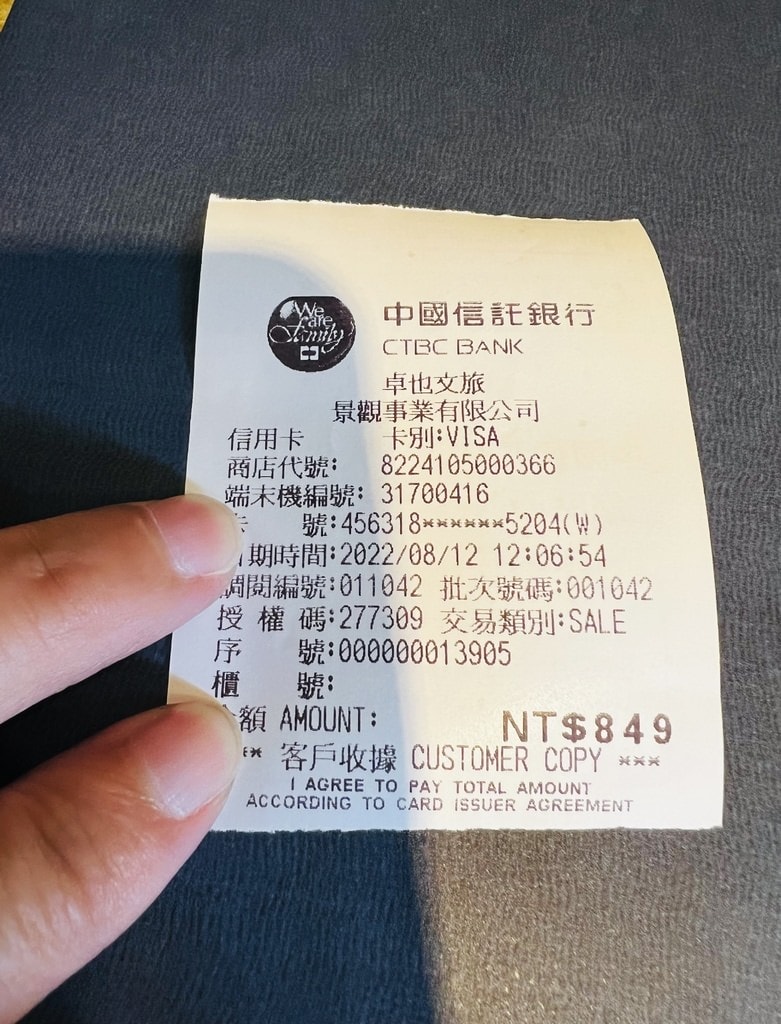 We are Family
中國信託銀行
CTBC BANK
卓也文旅
景觀事業有限公司
信用卡 卡別:VISA
商店代號: 8224105000366
端末機編號: 31700416
號:456318******5204(W)
期時間:2022/08/12 12:06:54
調閱編號:011042 批次號碼:001042
授權碼:277309 交易類別:SALE
序 號:000000013905
櫃 號:
金額 AMOUNT: NT$849
** 客戶收據 CUSTOMER COPY ***
I AGREE TO PAY TOTAL AMOUNT
ACCORDING TO CARD ISSUER AGREEMENT